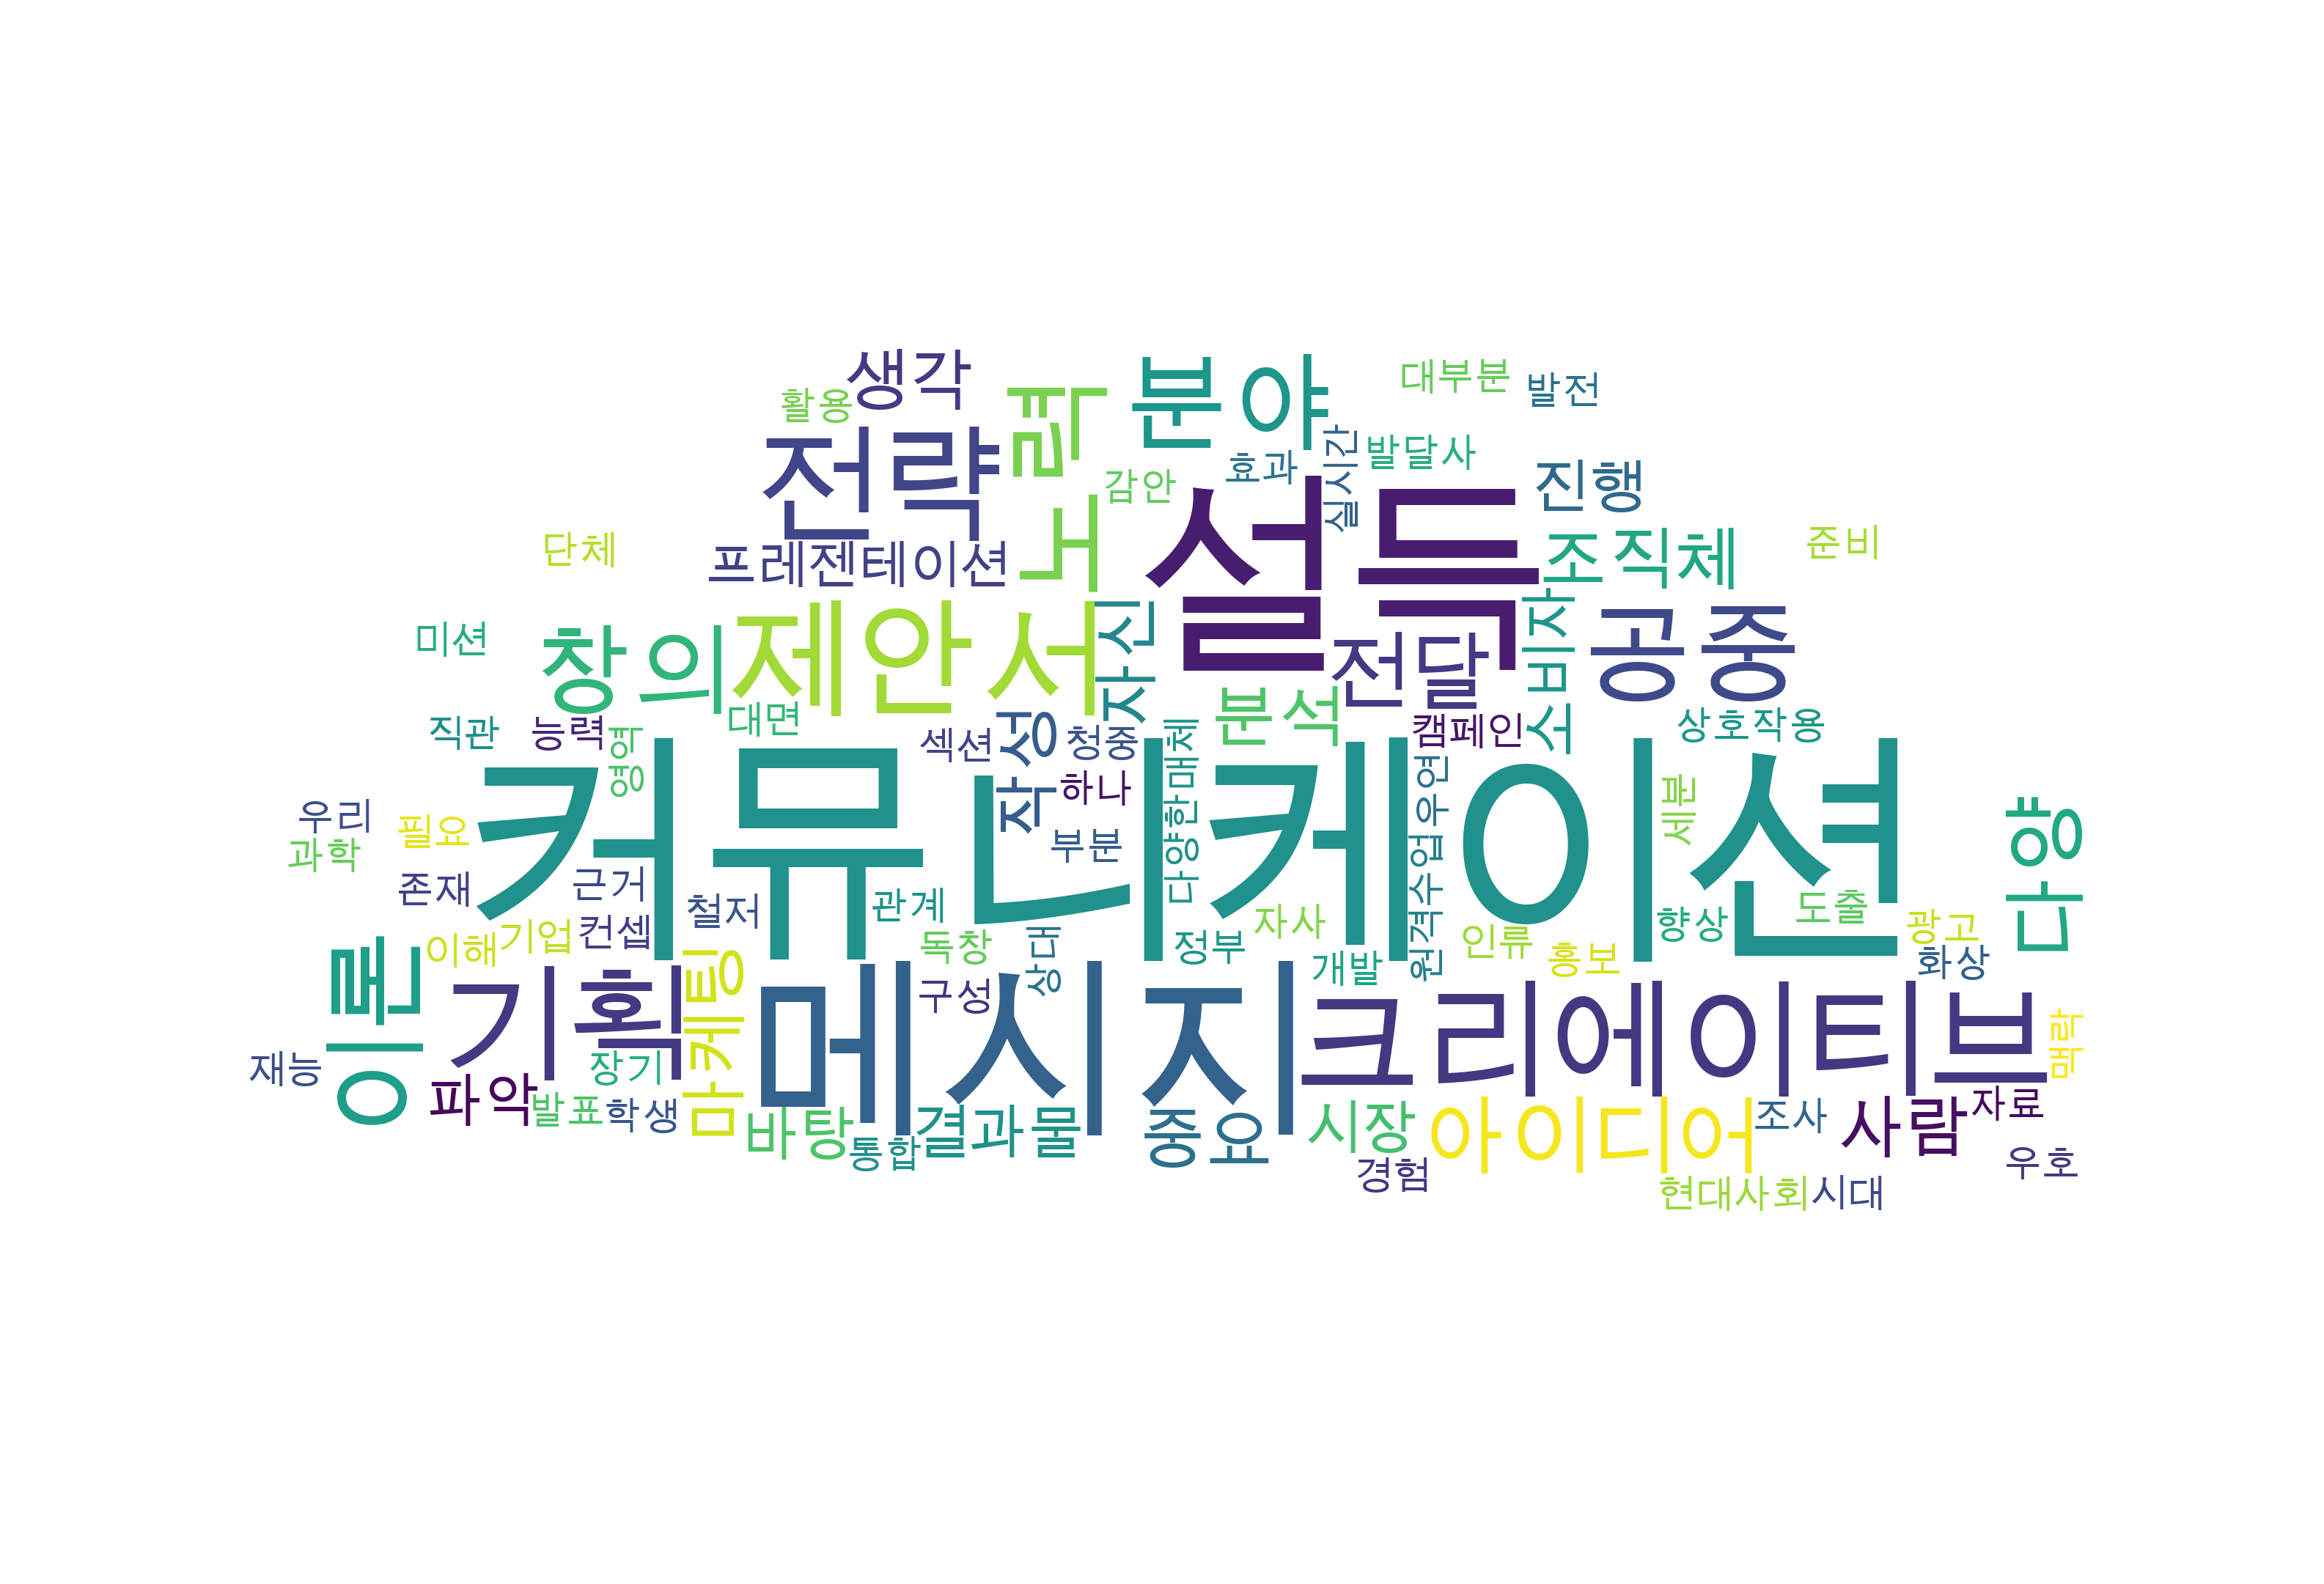 생각
활용
노력
분야
대부분
발전
전략
감안
효과
실시간
발달사
진행
단체
프레젠테이션
설득
조직체
준비
미션
창의
제안서
자신
전달
소비자
공중
직관
능력
영향
대면
섹션
작성
청중
다양한매체
분석
캠페인
상호작용
커뮤니케이션
하나
원격수업우연
세분
다양
우리
필요
과학
부분
존재
근거
철저
관계
도출
컨셉
이해
기업
독창
상대
정부
자사
개발
인류
홍보
향상
광고
화상
이론
기획
마케팅
메시지
구성
크리에이티브
맥락
재능
장기
파악
발표
학생
바탕
통합
결과물
중요
시장
아이디어
조사
사람
자료
경험
우호
현대사회
시대